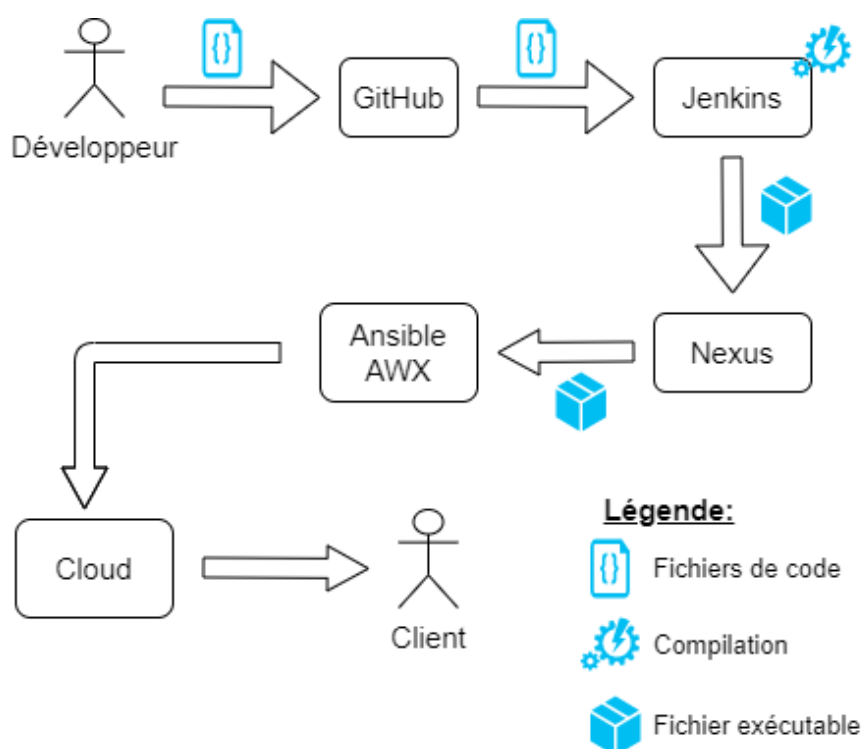 GitHub
Jenkins
Développeur
Ansible
AWX
Nexus
Cloud
Client
Légende:
{} Fichiers de code
Compilation
Fichier exécutable